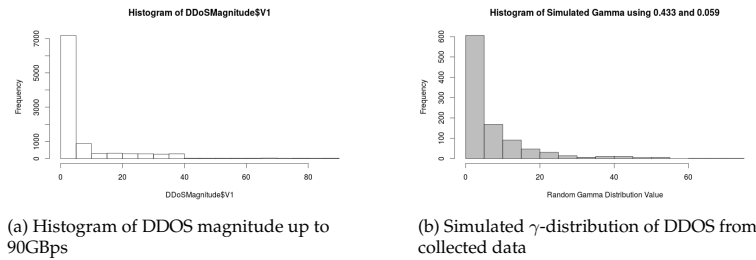 Histogram of DDoSMagnitude$V1
Frequency
0 1000 3000 5000 7000
0 20 40 60 80
DDoSMagnitude$V1
(a) Histogram of DDOS magnitude up to
90GBps
Histogram of Simulated Gamma using 0.433 and 0.059
Frequency
0 100 200 300 400 500 600
0 20 40 60
Random Gamma Distribution Value
(b) Simulated γ-distribution of DDOS from
collected data